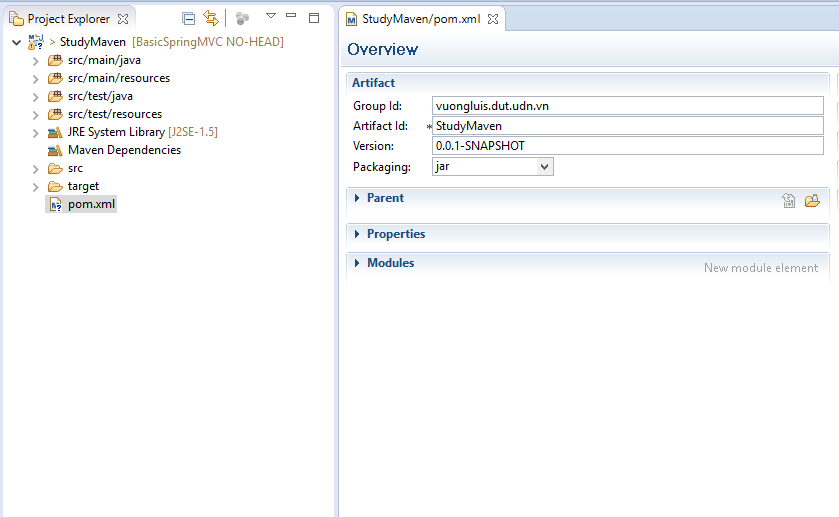 Project Explorer
StudyMaven/pom.xml
> StudyMaven [BasicSpringMVC NO-HEAD]
src/main/java
src/main/resources
src/test/java
src/test/resources
JRE System Library [J2SE-1.5]
Maven Dependencies
src
target
pom.xml
Overview
Artifact
Group Id: vuongluis.dut.udn.vn
Artifact Id: * StudyMaven
Version: 0.0.1-SNAPSHOT
Packaging: jar
Parent
Properties
Modules
New module element